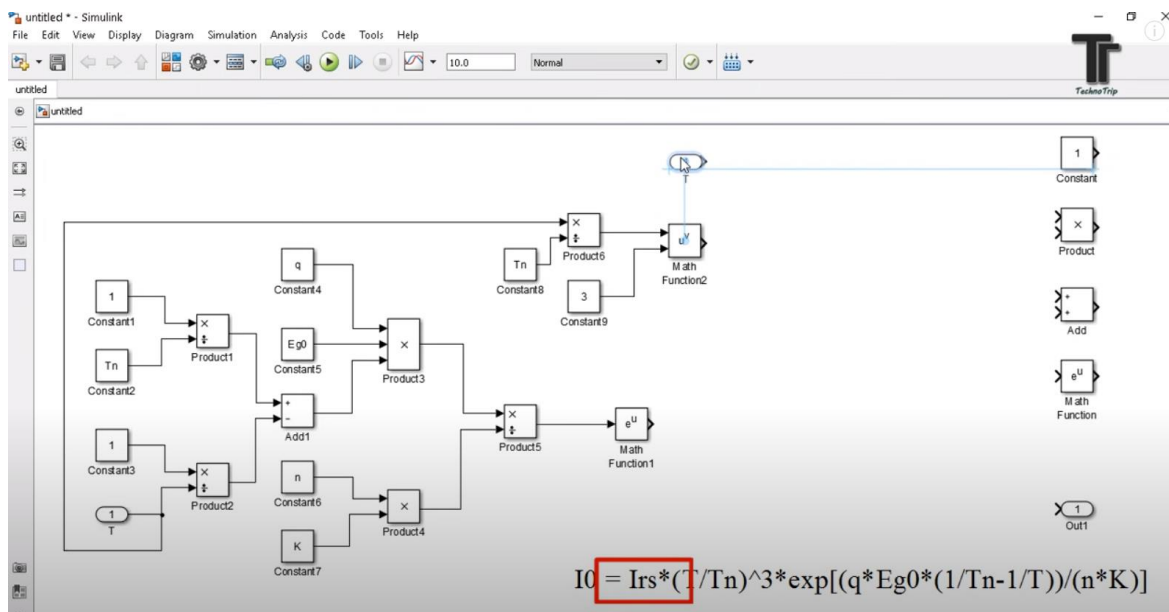 untitled * - Simulink
File Edit View Display Diagram Simulation Analysis Code Tools Help
10.0 Normal
TechnoTrip
untitled
untitled
T
1
Constant
×
÷
Product6
u^v
Math
Function2
×
Product
Tn
Constant8
3
Constant9
q
Constant4
1
Constant1
×
÷
Product1
Tn
Constant2
Eg0
Constant5
×
Product3
+
+
Add
e^u
Math
Function
+
−
Add1
×
÷
Product5
e^u
Math
Function1
1
Constant3
×
÷
Product2
1
T
n
Constant6
×
Product4
K
Constant7
1
Out1
I0 = Irs*(T/Tn)^3*exp[(q*Eg0*(1/Tn-1/T))/(n*K)]